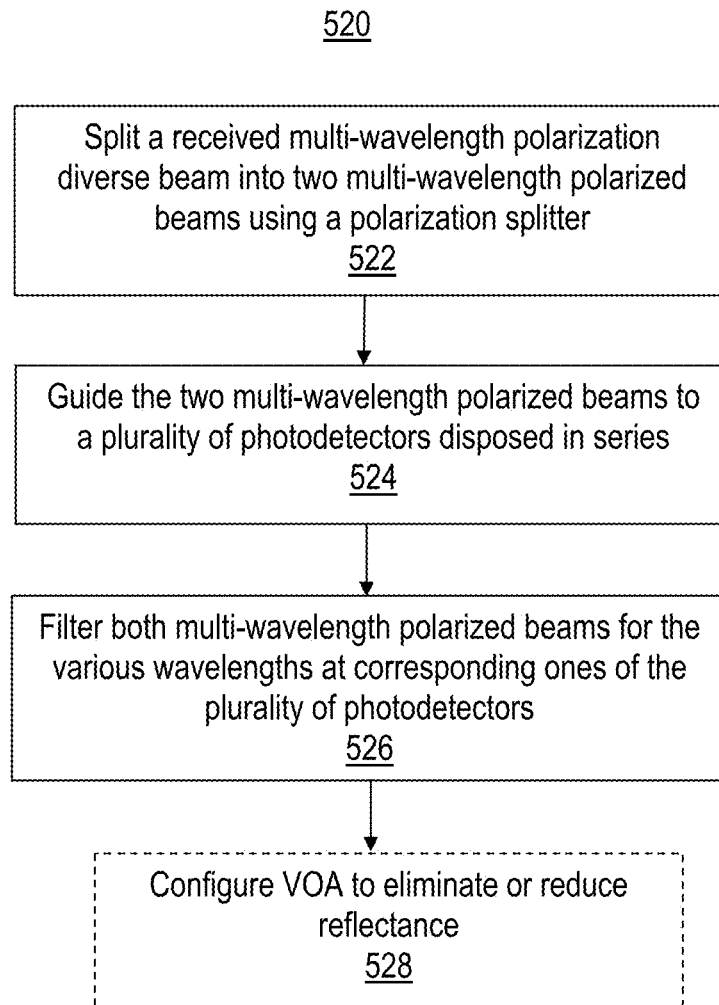 520
Split a received multi-wavelength polarization
diverse beam into two multi-wavelength polarized
beams using a polarization splitter
522
Guide the two multi-wavelength polarized beams to
a plurality of photodetectors disposed in series
524
Filter both multi-wavelength polarized beams for the
various wavelengths at corresponding ones of the
plurality of photodetectors
526
Configure VOA to eliminate or reduce
reflectance
528